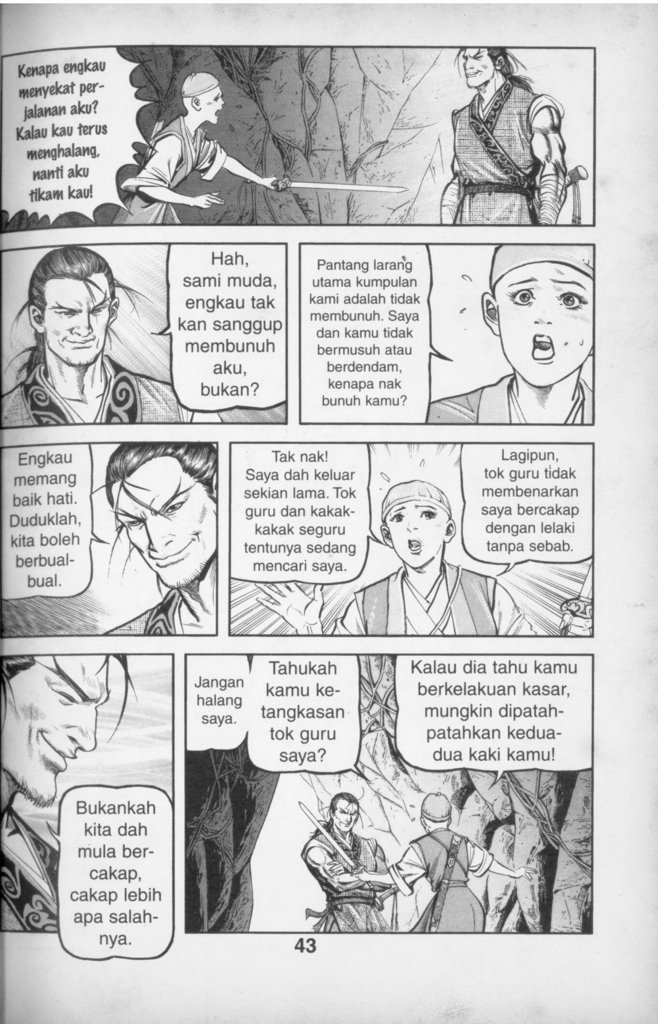 Kenapa engkau
menyekat per-
jalanan aku?
Kalau kau terus
menghalang,
nanti aku
tikam kau!
Hah,
sami muda,
engkau tak
kan sanggup
membunuh
aku,
bukan?
Pantang larang
utama kumpulan
kami adalah tidak
membunuh. Saya
dan kamu tidak
bermusuh atau
berdendam,
kenapa nak
bunuh kamu?
Engkau
memang
baik hati.
Duduklah,
kita boleh
berbual-
bual.
Tak nak!
Saya dah keluar
sekian lama. Tok
guru dan kakak-
kakak seguru
tentunya sedang
mencari saya.
Lagipun,
tok guru tidak
membenarkan
saya bercakap
dengan lelaki
tanpa sebab.
Bukankah
kita dah
mula ber-
cakap,
cakap lebih
apa salah-
nya.
Jangan
halang
saya.
Tahukah
kamu ke-
tangkasan
tok guru
saya?
Kalau dia tahu kamu
berkelakuan kasar,
mungkin dipatah-
patahkan kedua-
dua kaki kamu!
43